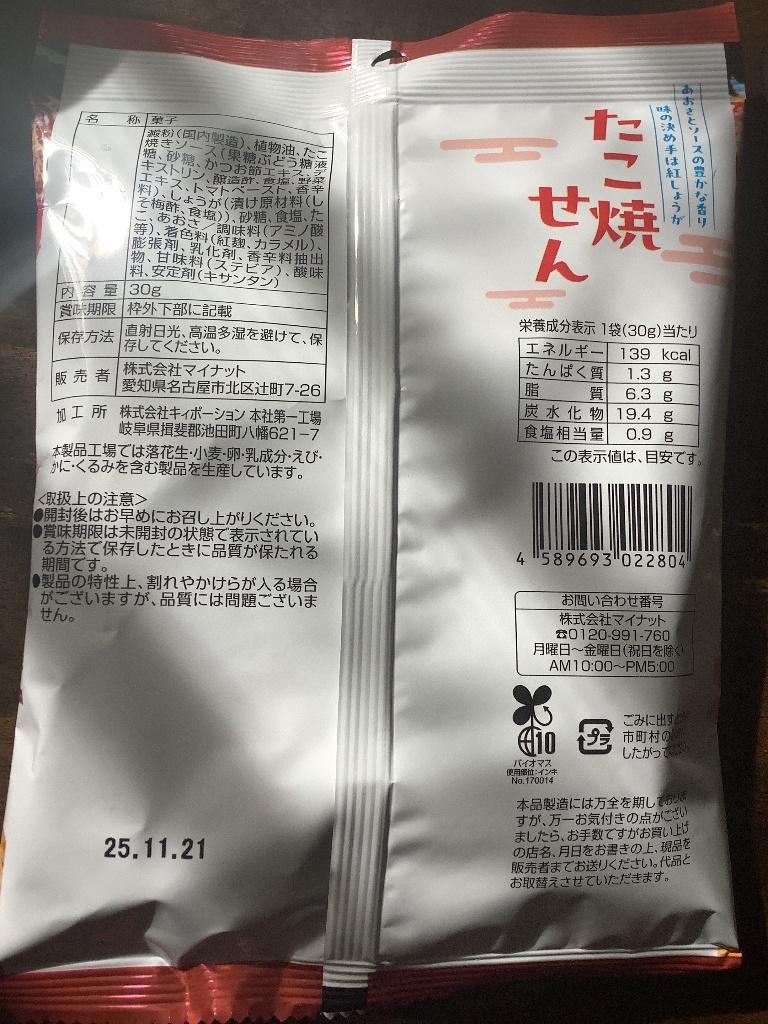 名称 菓子
澱粉(国内製造)、植物油、たこ
焼きソース(果糖ぶどう糖液
糖、砂糖、かつお節エキス、デ
キストリン、醸造酢、食塩、野菜
エキス、トマトペースト、香辛
料)、しょうが(漬け原材料(し
そ梅酢、食塩))、砂糖、食塩、た
こ、あおさ/調味料(アミノ酸
等)、着色料(紅麹、カラメル)、
膨張剤、乳化剤、香辛料抽出
物、甘味料(ステビア)、酸味
料、安定剤(キサンタン)
内容量 30g
賞味期限 枠外下部に記載
保存方法 直射日光、高温多湿を避けて、保
存してください。
販売者 株式会社マイナット
愛知県名古屋市北区辻町7-26
加工所 株式会社キィポーション 本社第一工場
岐阜県揖斐郡池田町八幡621-7
本製品工場では落花生・小麦・卵・乳成分・えび・
かに・くるみを含む製品を生産しています。
<取扱上の注意>
●開封後はお早めにお召し上がりください。
●賞味期限は未開封の状態で表示されてい
る方法で保存したときに品質が保たれる
期間です。
●製品の特性上、割れやかけらが入る場合
がございますが、品質には問題ございま
せん。
25.11.21
あおさとソースの豊かな香り
味の決め手は紅しょうが
たこ焼
せん
栄養成分表示 1袋(30g)当たり
エネルギー 139 kcal
たんぱく質 1.3 g
脂質 6.3 g
炭水化物 19.4 g
食塩相当量 0.9 g
この表示値は、目安です。
4 589693 022804
お問い合わせ番号
株式会社マイナット
☎0120-991-760
月曜日～金曜日(祝日を除く)
AM10:00～PM5:00
10
バイオマス
使用部位:インキ
No.170014
プラ
ごみに出す
市町村の
したがって
本品製造には万全を期しておりま
すが、万一お気付きの点がござい
ましたら、お手数ですがお買い上げ
の店名、月日をお書きの上、現品を
販売者までお送りください。代品と
お取替えさせていただきます。